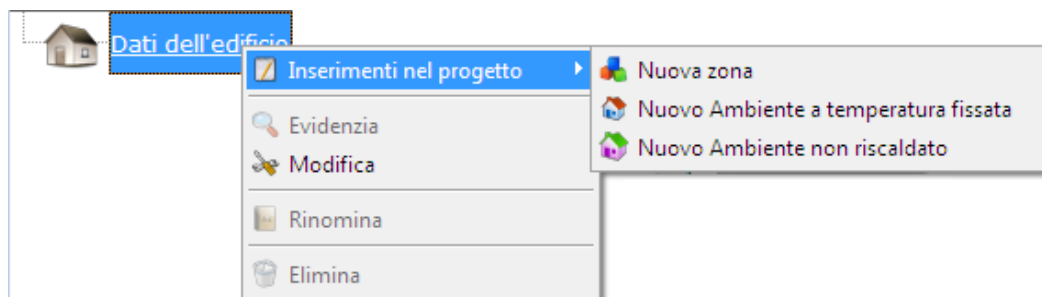 Dati dell'edificio
Inserimenti nel progetto
Nuova zona
Nuovo Ambiente a temperatura fissata
Nuovo Ambiente non riscaldato
Evidenzia
Modifica
Rinomina
Elimina